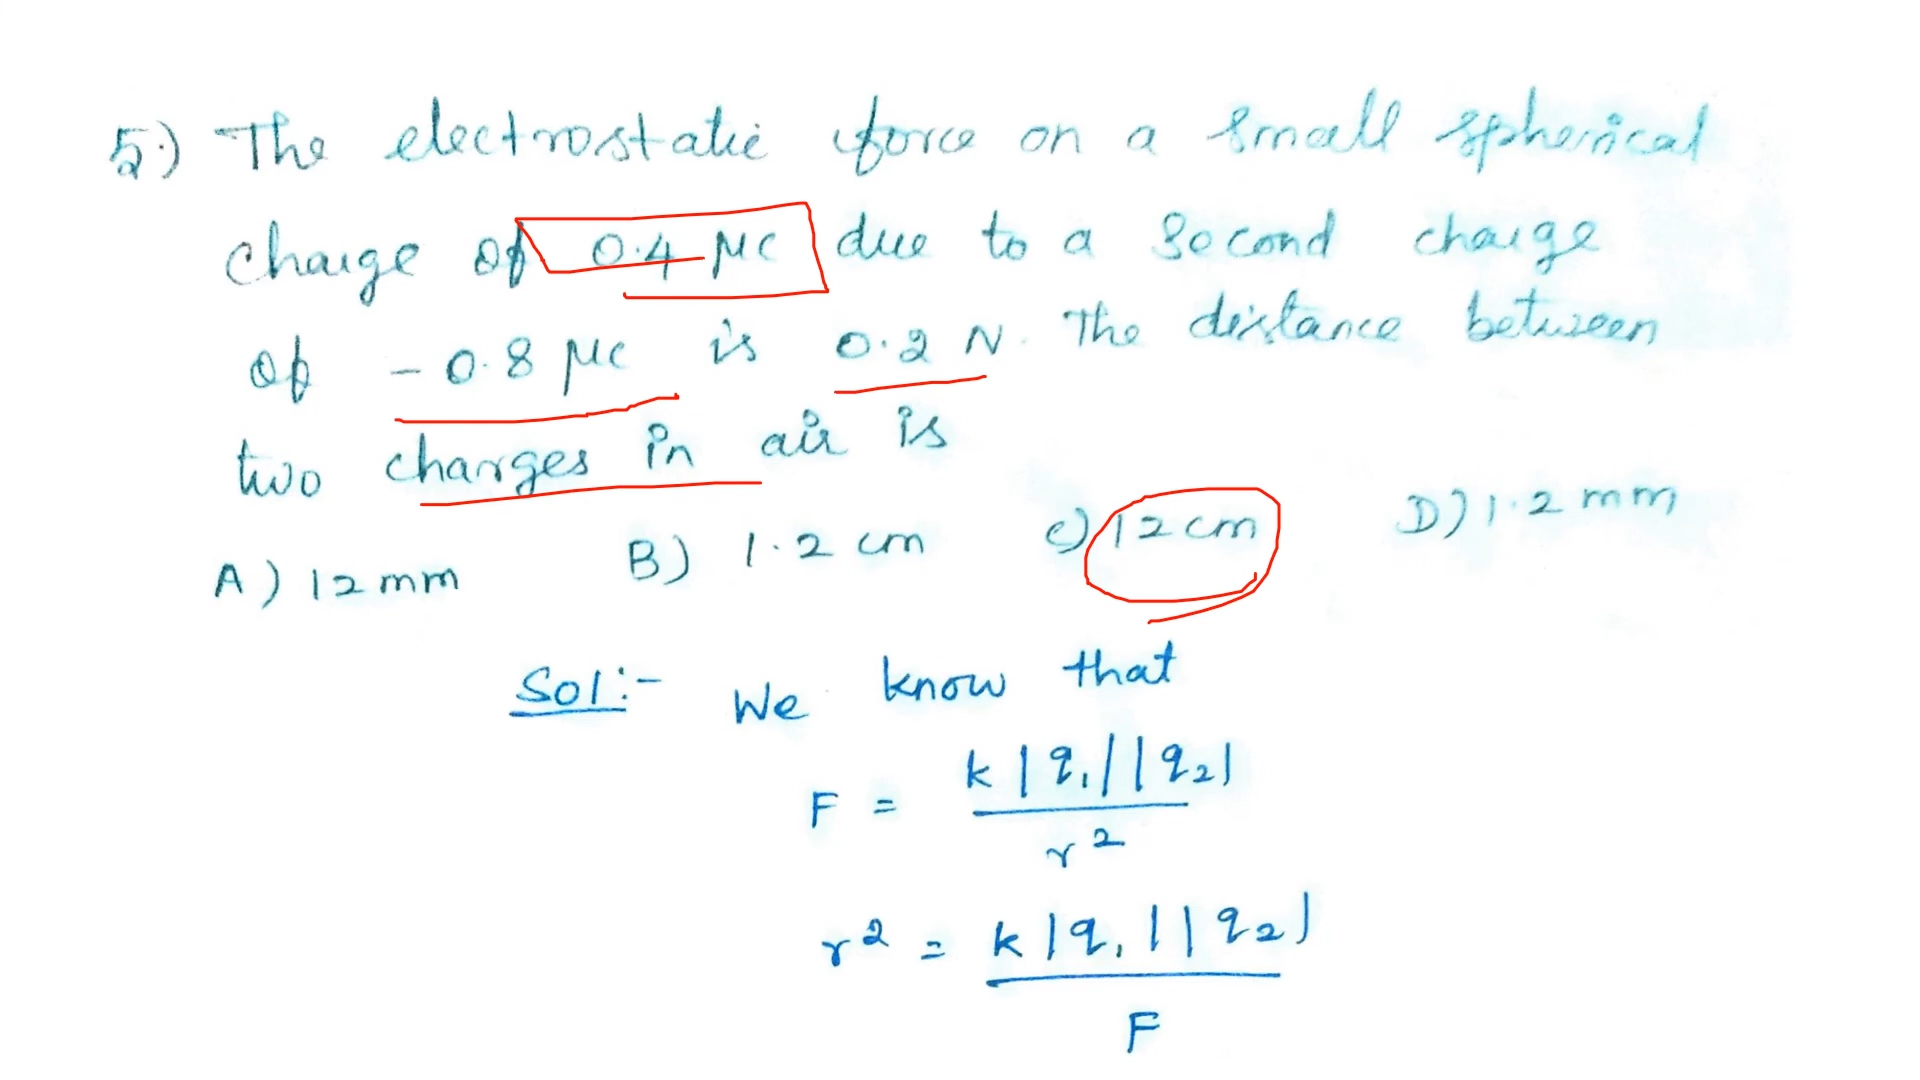 5.) The electrostatic force on a small spherical
charge of 0.4 μC due to a second charge
of - 0.8 μC is 0.2 N. The distance between
two charges in air is
A) 12 mm B) 1.2 cm C) 12 cm D) 1.2 mm
Sol:- We know that
F = k |q₁| |q₂| / r²
r² = k |q₁| |q₂| / F